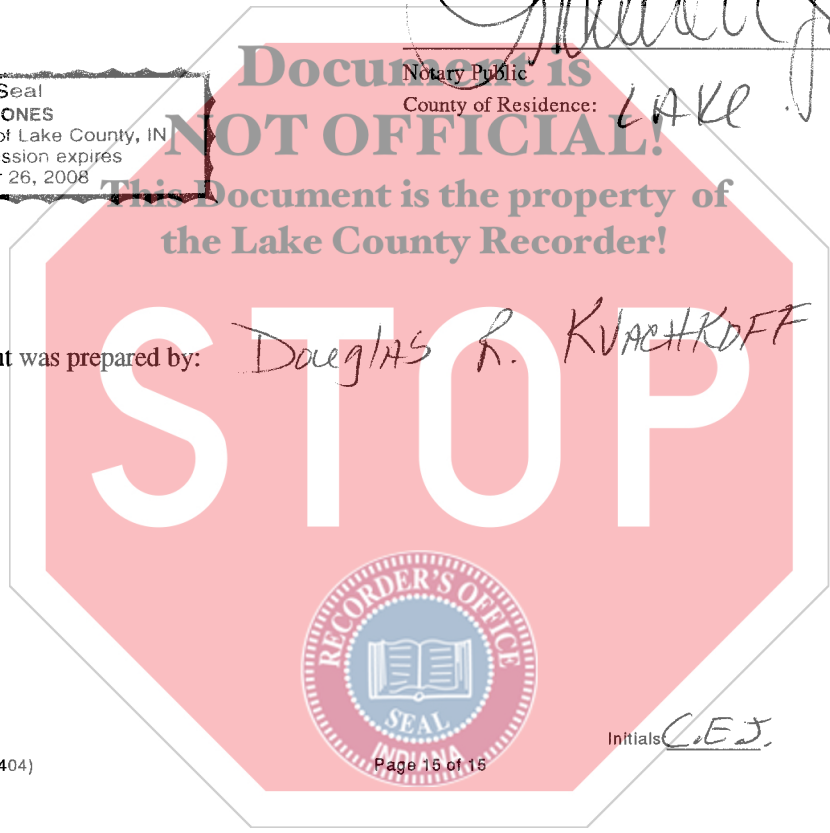 Notary Public
County of Residence: LAKE
Seal
ONES
of Lake County, IN
ssion expires
26, 2008
Document is
NOT OFFICIAL!
This Document is the property of
the Lake County Recorder!
t was prepared by: Douglas R. KVACHKOFF
STOP
RECORDER'S OFFICE
SEAL
INDIANA
Initials C.E.J.
404)
Page 15 of 15